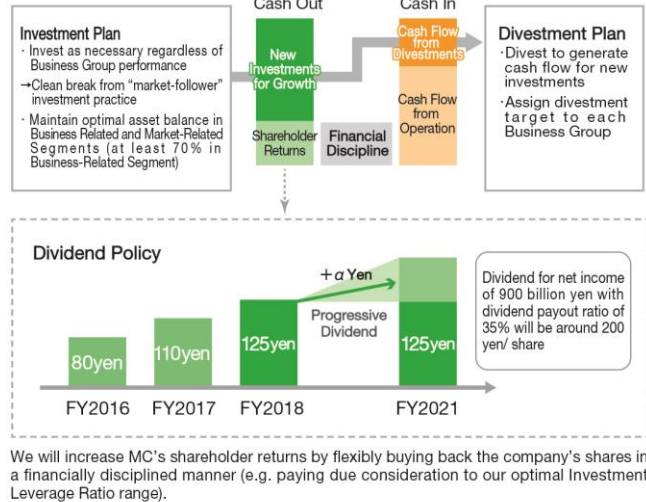 Cash Out
Cash In
Investment Plan
· Invest as necessary regardless of
Business Group performance
→Clean break from “market-follower”
investment practice
· Maintain optimal asset balance in
Business Related and Market-Related
Segments (at least 70% in
Business-Related Segment)
New
Investments
for Growth
Shareholder
Returns
Financial
Discipline
Cash Flow
from
Divestments
Cash Flow
from
Operation
Divestment Plan
·Divest to generate
cash flow for new
investments
·Assign divestment
target to each
Business Group
Dividend Policy
+α Yen
Progressive
Dividend
80yen
110yen
125yen
125yen
FY2016
FY2017
FY2018
FY2021
Dividend for net income
of 900 billion yen with
dividend payout ratio of
35% will be around 200
yen/ share
We will increase MC’s shareholder returns by flexibly buying back the company’s shares in
a financially disciplined manner (e.g. paying due consideration to our optimal Investment
Leverage Ratio range).